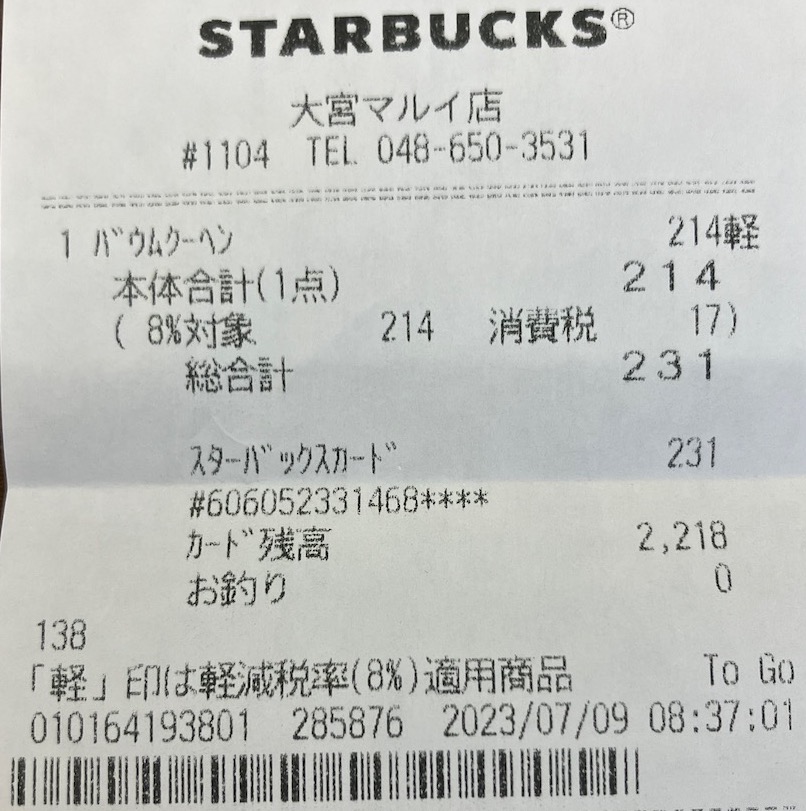 STARBUCKS®
大宮マルイ店
#1104 TEL 048-650-3531
1 バウムクーヘン 214軽
本体合計(1点) 214
( 8%対象 214 消費税 17)
総合計 231
スターバックスカード 231
#606052331468****
カード残高 2,218
お釣り 0
138
「軽」印は軽減税率(8%)適用商品 To Go
010164193801 285876 2023/07/09 08:37:01